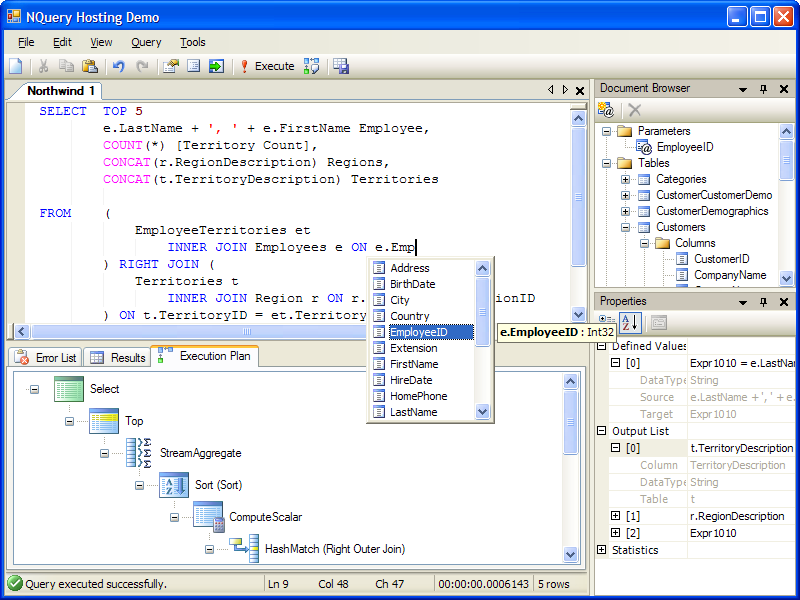 NQuery Hosting Demo
File Edit View Query Tools
Execute
Northwind 1
SELECT TOP 5
e.LastName + ', ' + e.FirstName Employee,
COUNT(*) [Territory Count],
CONCAT(r.RegionDescription) Regions,
CONCAT(t.TerritoryDescription) Territories
FROM (
EmployeeTerritories et
INNER JOIN Employees e ON e.Emp
) RIGHT JOIN (
Territories t
INNER JOIN Region r ON r. onID
) ON t.TerritoryID = et.Territory
Address
BirthDate
City
Country
EmployeeID
Extension
FirstName
HireDate
HomePhone
LastName
e.EmployeeID : Int32
Error List Results Execution Plan
Select
Top
StreamAggregate
Sort (Sort)
ComputeScalar
HashMatch (Right Outer Join)
Document Browser
Parameters
EmployeeID
Tables
Categories
CustomerCustomerDemo
CustomerDemographics
Customers
Columns
CustomerID
CompanyName
Properties
Defined Values
[0] Expr1010 = e.LastNam
DataType String
Source e.LastName + ', ' + e.
Target Expr1010
Output List
[0] t.TerritoryDescription
Column TerritoryDescription
DataType String
Table t
[1] r.RegionDescription
[2] Expr1010
Statistics
Query executed successfully. Ln 9 Col 48 Ch 47 00:00:00.0006143 5 rows